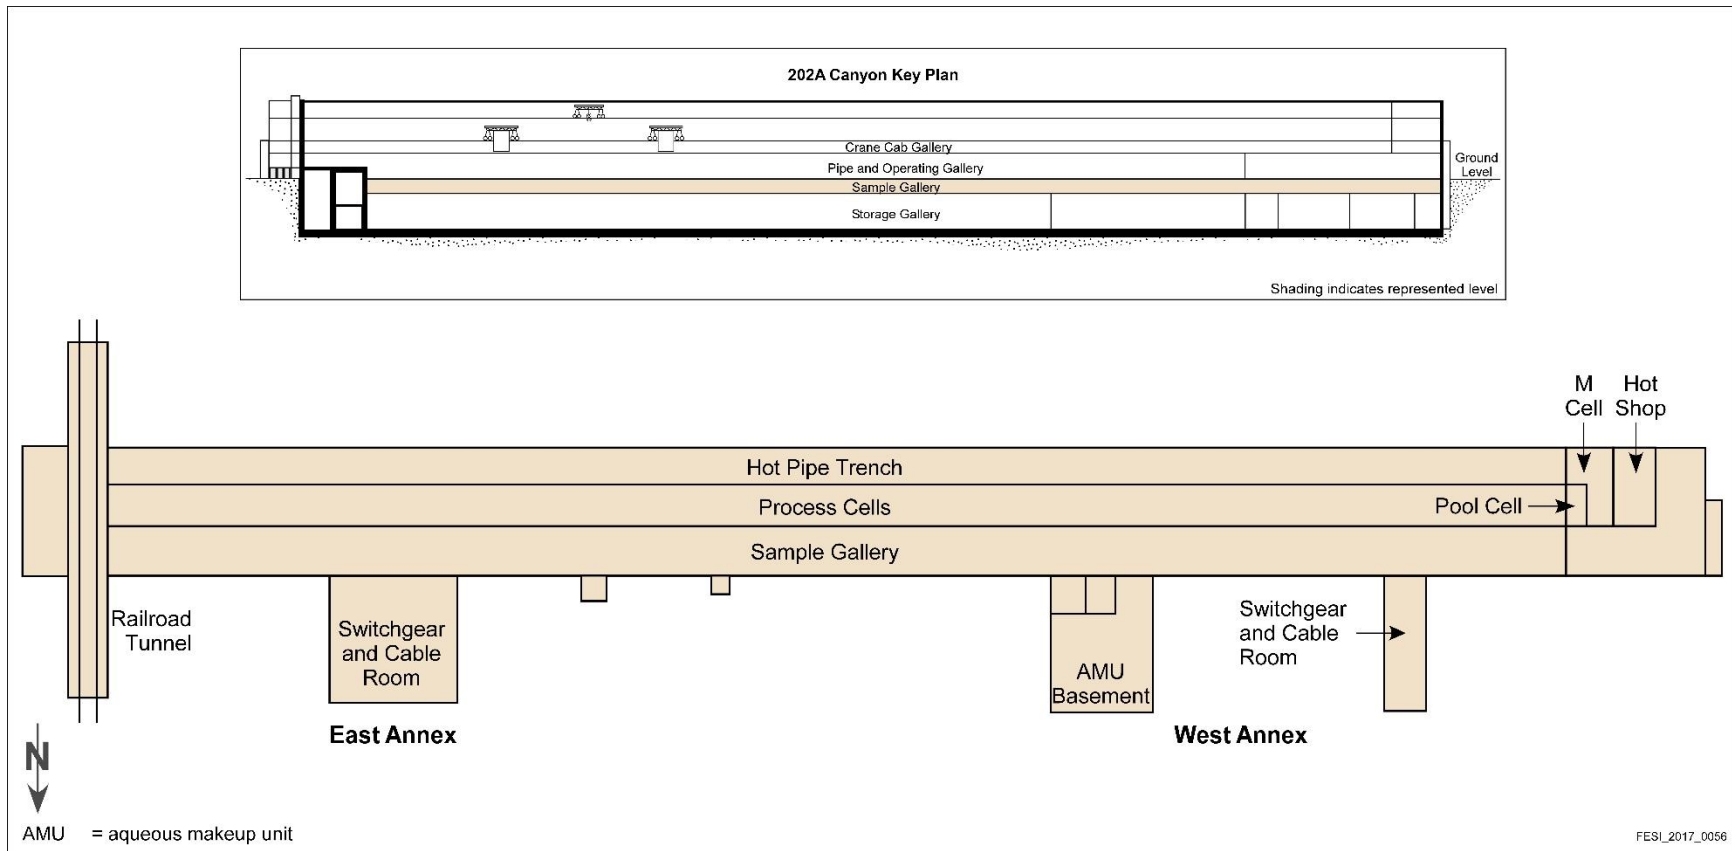 202A Canyon Key Plan
Crane Cab Gallery
Pipe and Operating Gallery
Ground
Level
Sample Gallery
Storage Gallery
Shading indicates represented level
M
Cell
Hot
Shop
Hot Pipe Trench
Process Cells
Pool Cell
Sample Gallery
Railroad
Tunnel
Switchgear
and Cable
Room
AMU
Basement
Switchgear
and Cable
Room
East Annex
West Annex
N
AMU = aqueous makeup unit
FESI_2017_0056